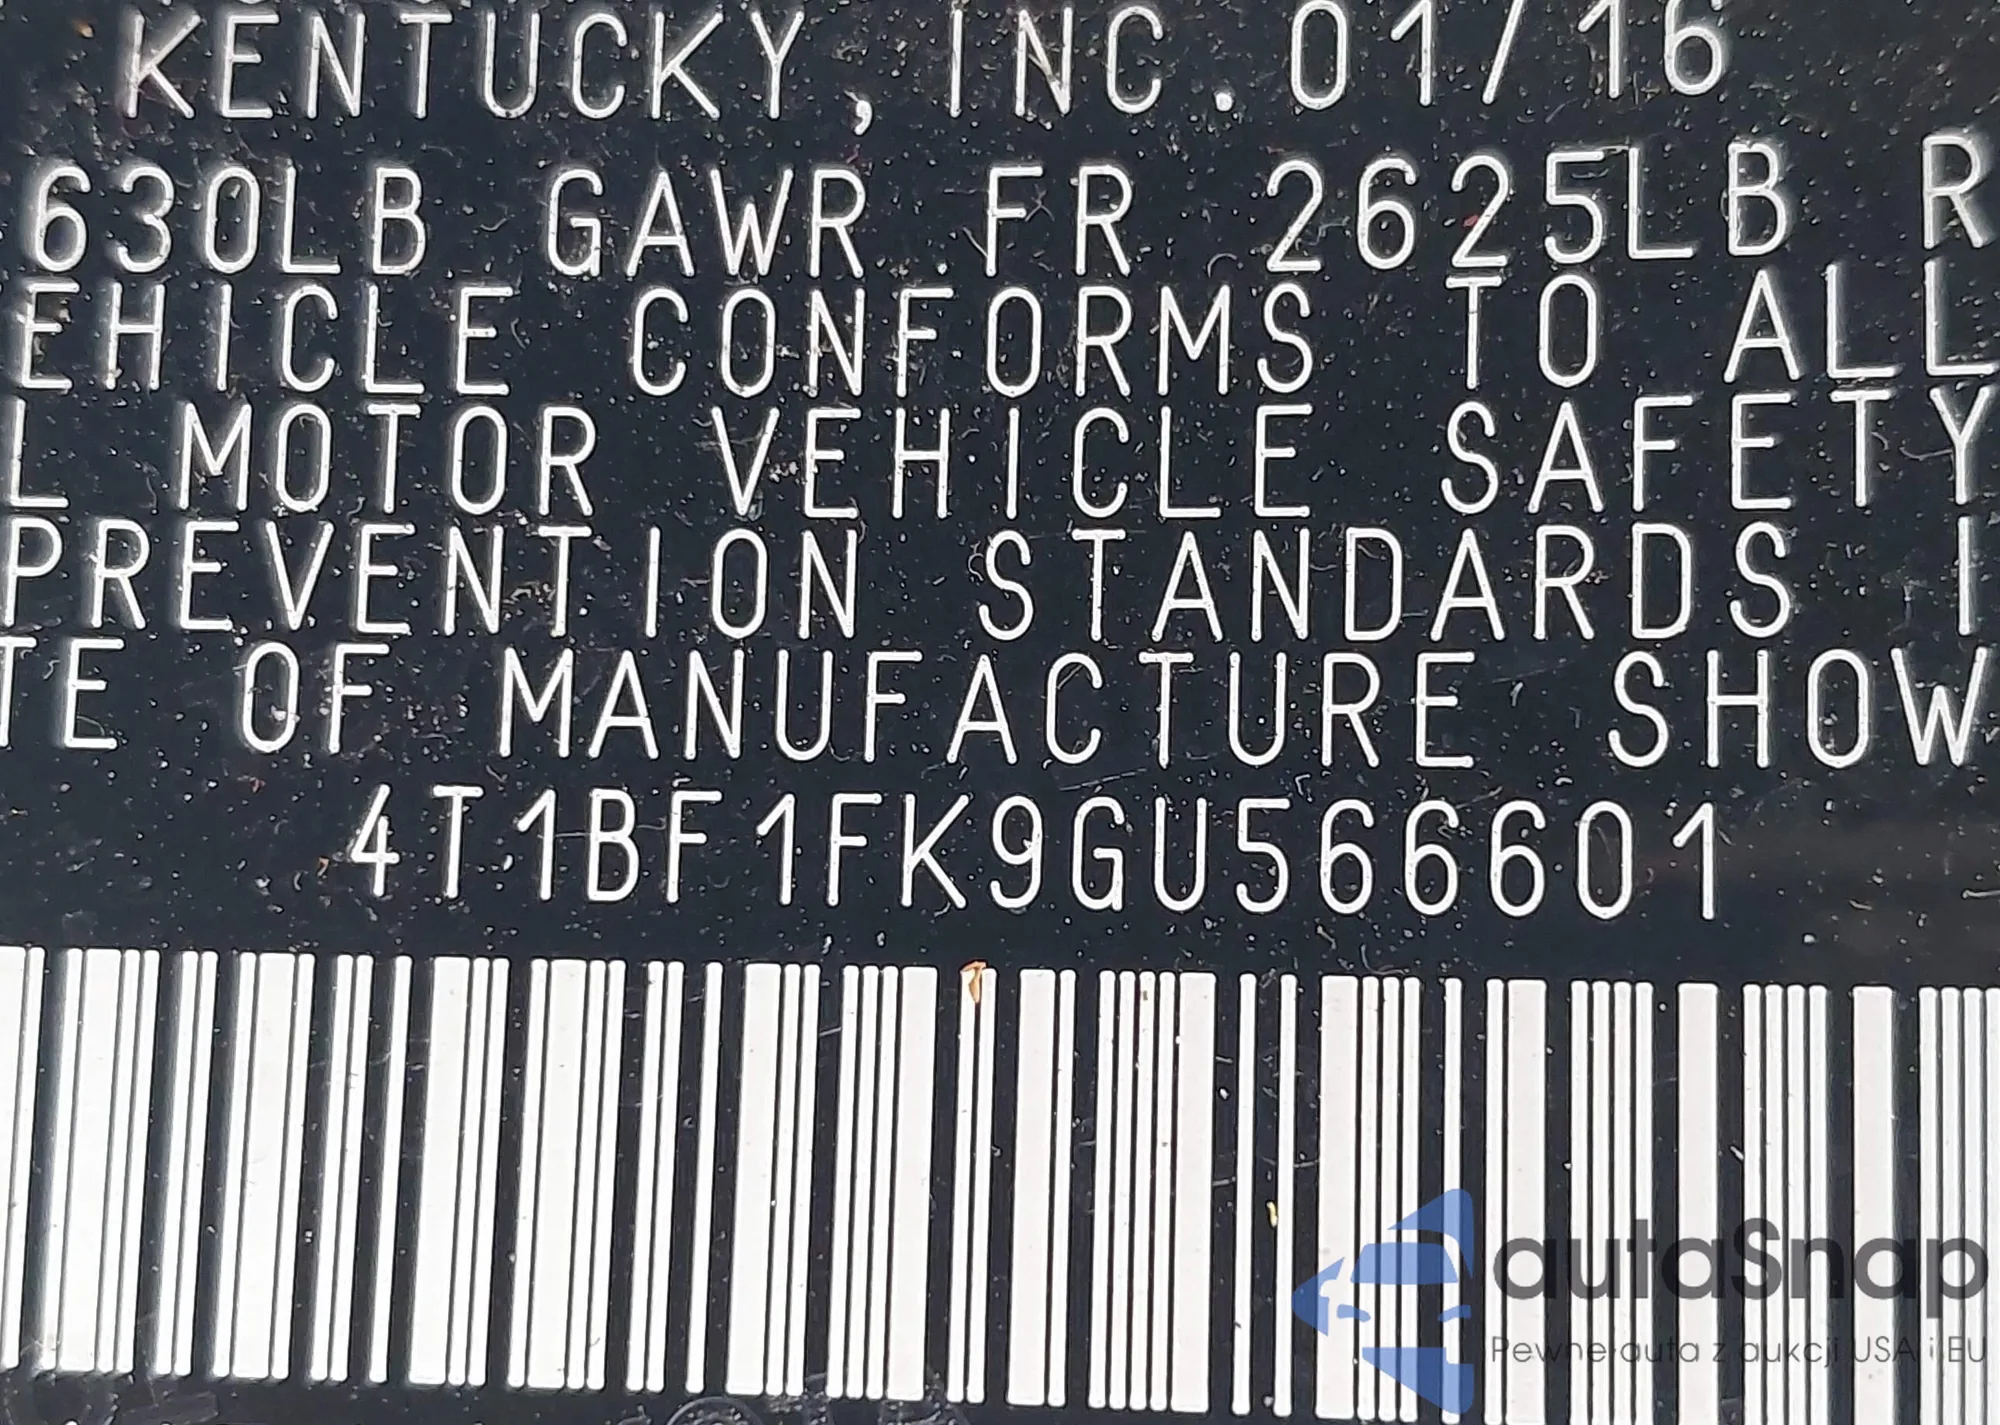 KENTUCKY, INC. 01/16
630LB GAWR FR 2625LB R
EHICLE CONFORMS TO ALL
L MOTOR VEHICLE SAFETY
PREVENTION STANDARDS I
TE OF MANUFACTURE SHOW
4T1BF1FK9GU566601
autaSnap
Pewne auta z aukcji USA i EU